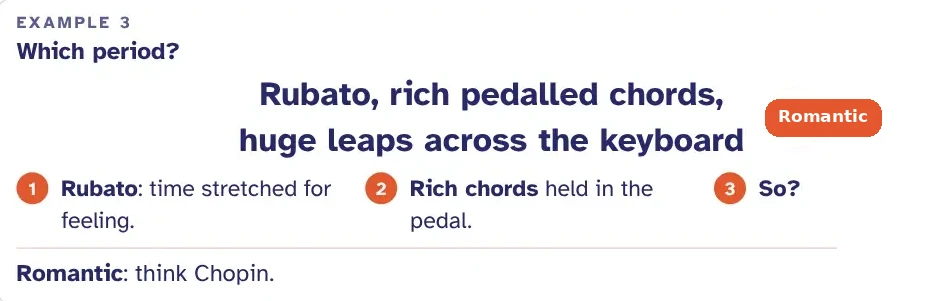 EXAMPLE 3
Which period?
Rubato, rich pedalled chords,
huge leaps across the keyboard
Romantic
1 Rubato: time stretched for
feeling.
2 Rich chords held in the
pedal.
3 So?
Romantic: think Chopin.